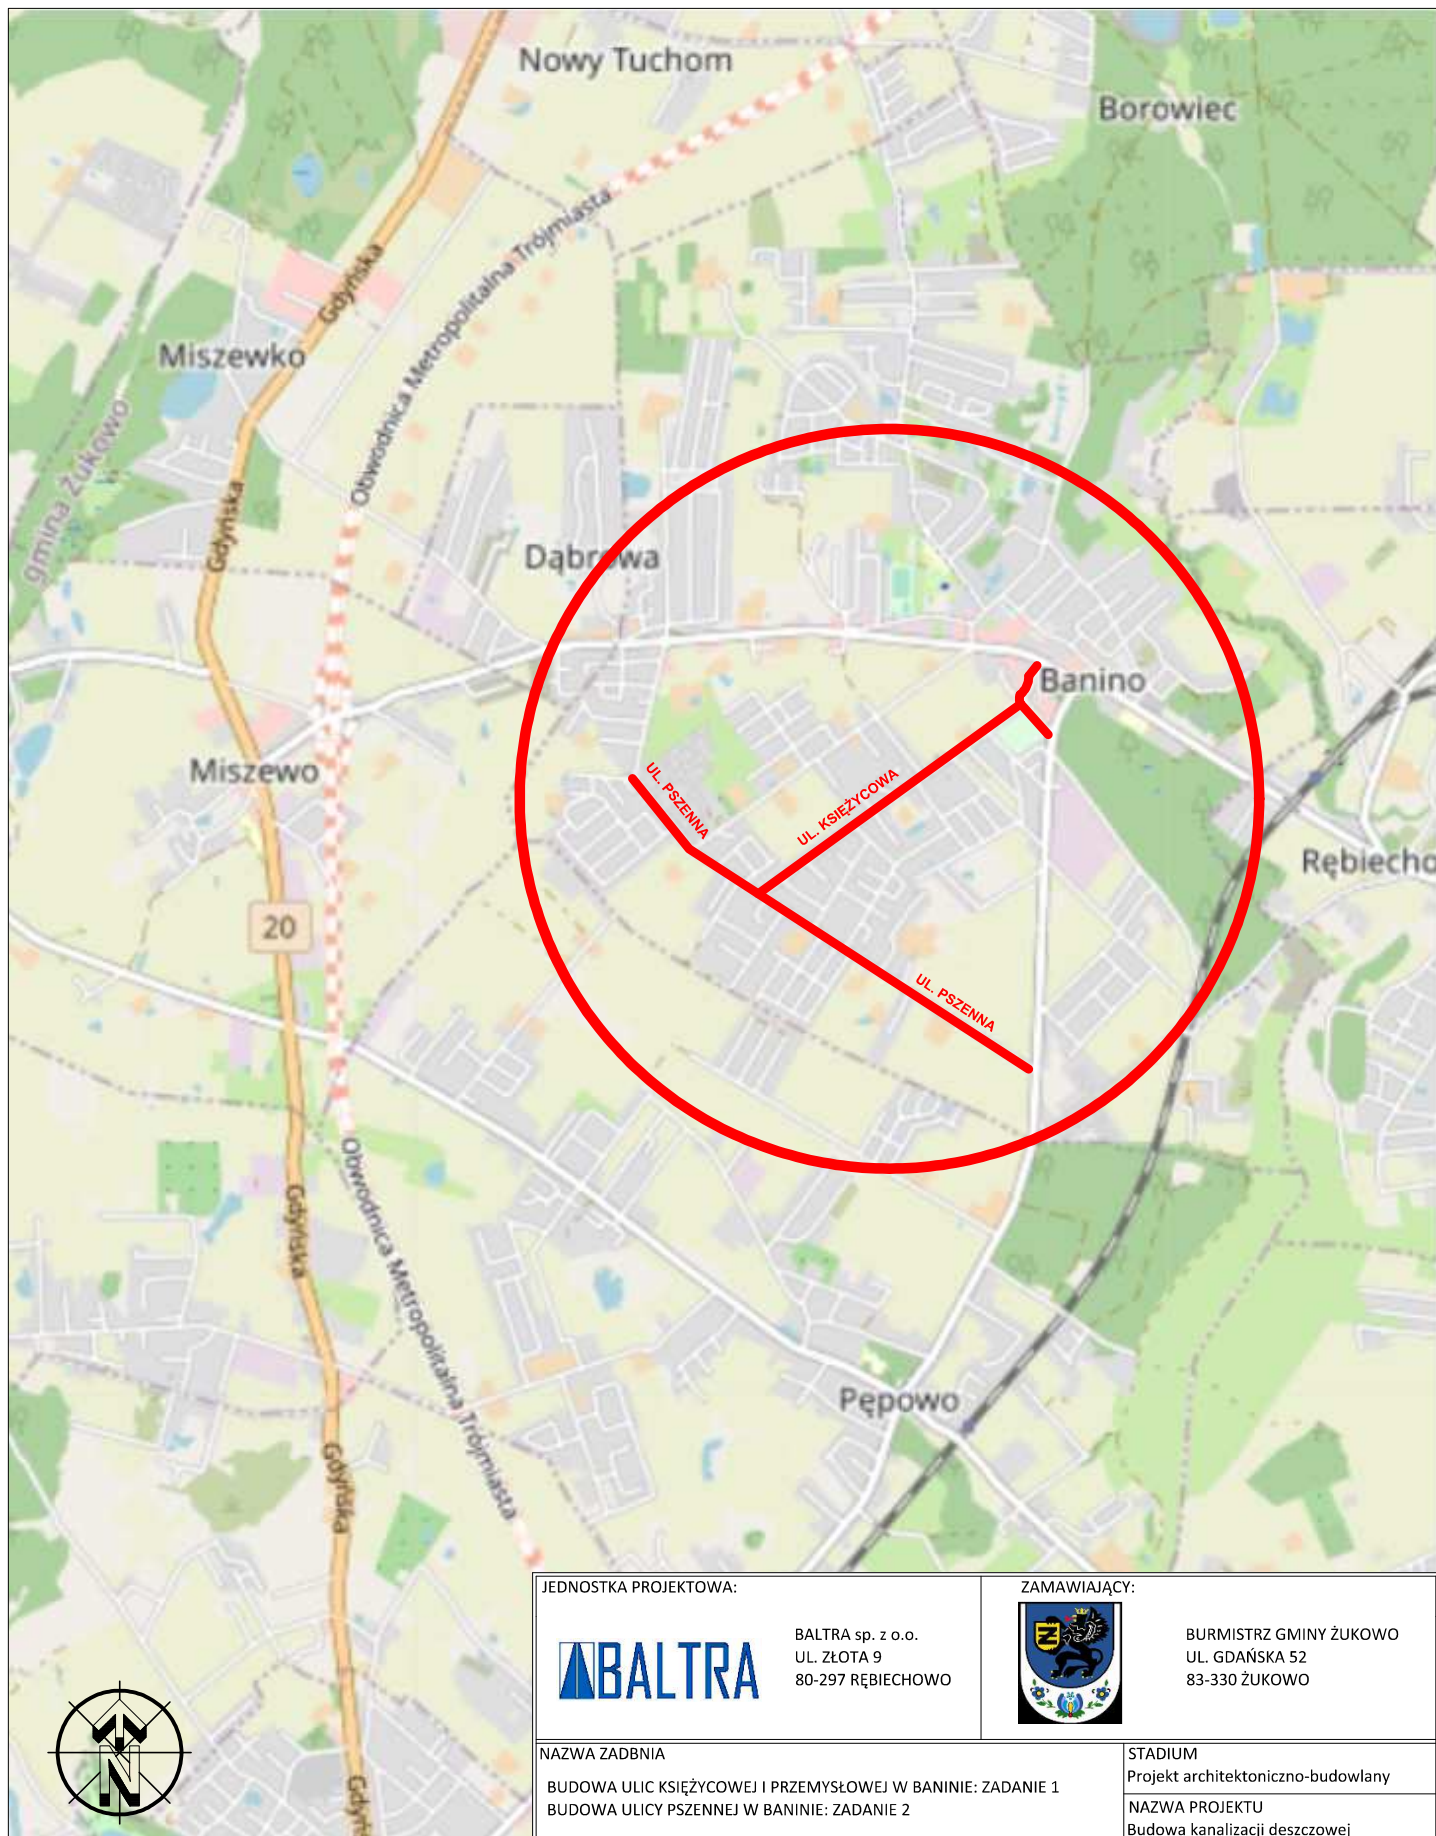 Nowy Tuchom
Borowiec
Gdyńska
Obwodnica Metropolitalna Trójmiasta
Miszewko
gmina Żukowo
Gdyńska
Dąbrowa
Banino
Miszewo
UL. PSZENNA
UL. KSIĘŻYCOWA
Rębiecho
20
UL. PSZENNA
Obwodnica Metropolitalna Trójmiasta
Gdyńska
Pępowo
Gdyńska
Gdyń
N
JEDNOSTKA PROJEKTOWA:
BALTRA
BALTRA sp. z o.o.
UL. ZŁOTA 9
80-297 RĘBIECHOWO
ZAMAWIAJĄCY:
BURMISTRZ GMINY ŻUKOWO
UL. GDAŃSKA 52
83-330 ŻUKOWO
NAZWA ZADBNIA
BUDOWA ULIC KSIĘŻYCOWEJ I PRZEMYSŁOWEJ W BANINIE: ZADANIE 1
BUDOWA ULICY PSZENNEJ W BANINIE: ZADANIE 2
STADIUM
Projekt architektoniczno-budowlany
NAZWA PROJEKTU
Budowa kanalizacji deszczowej